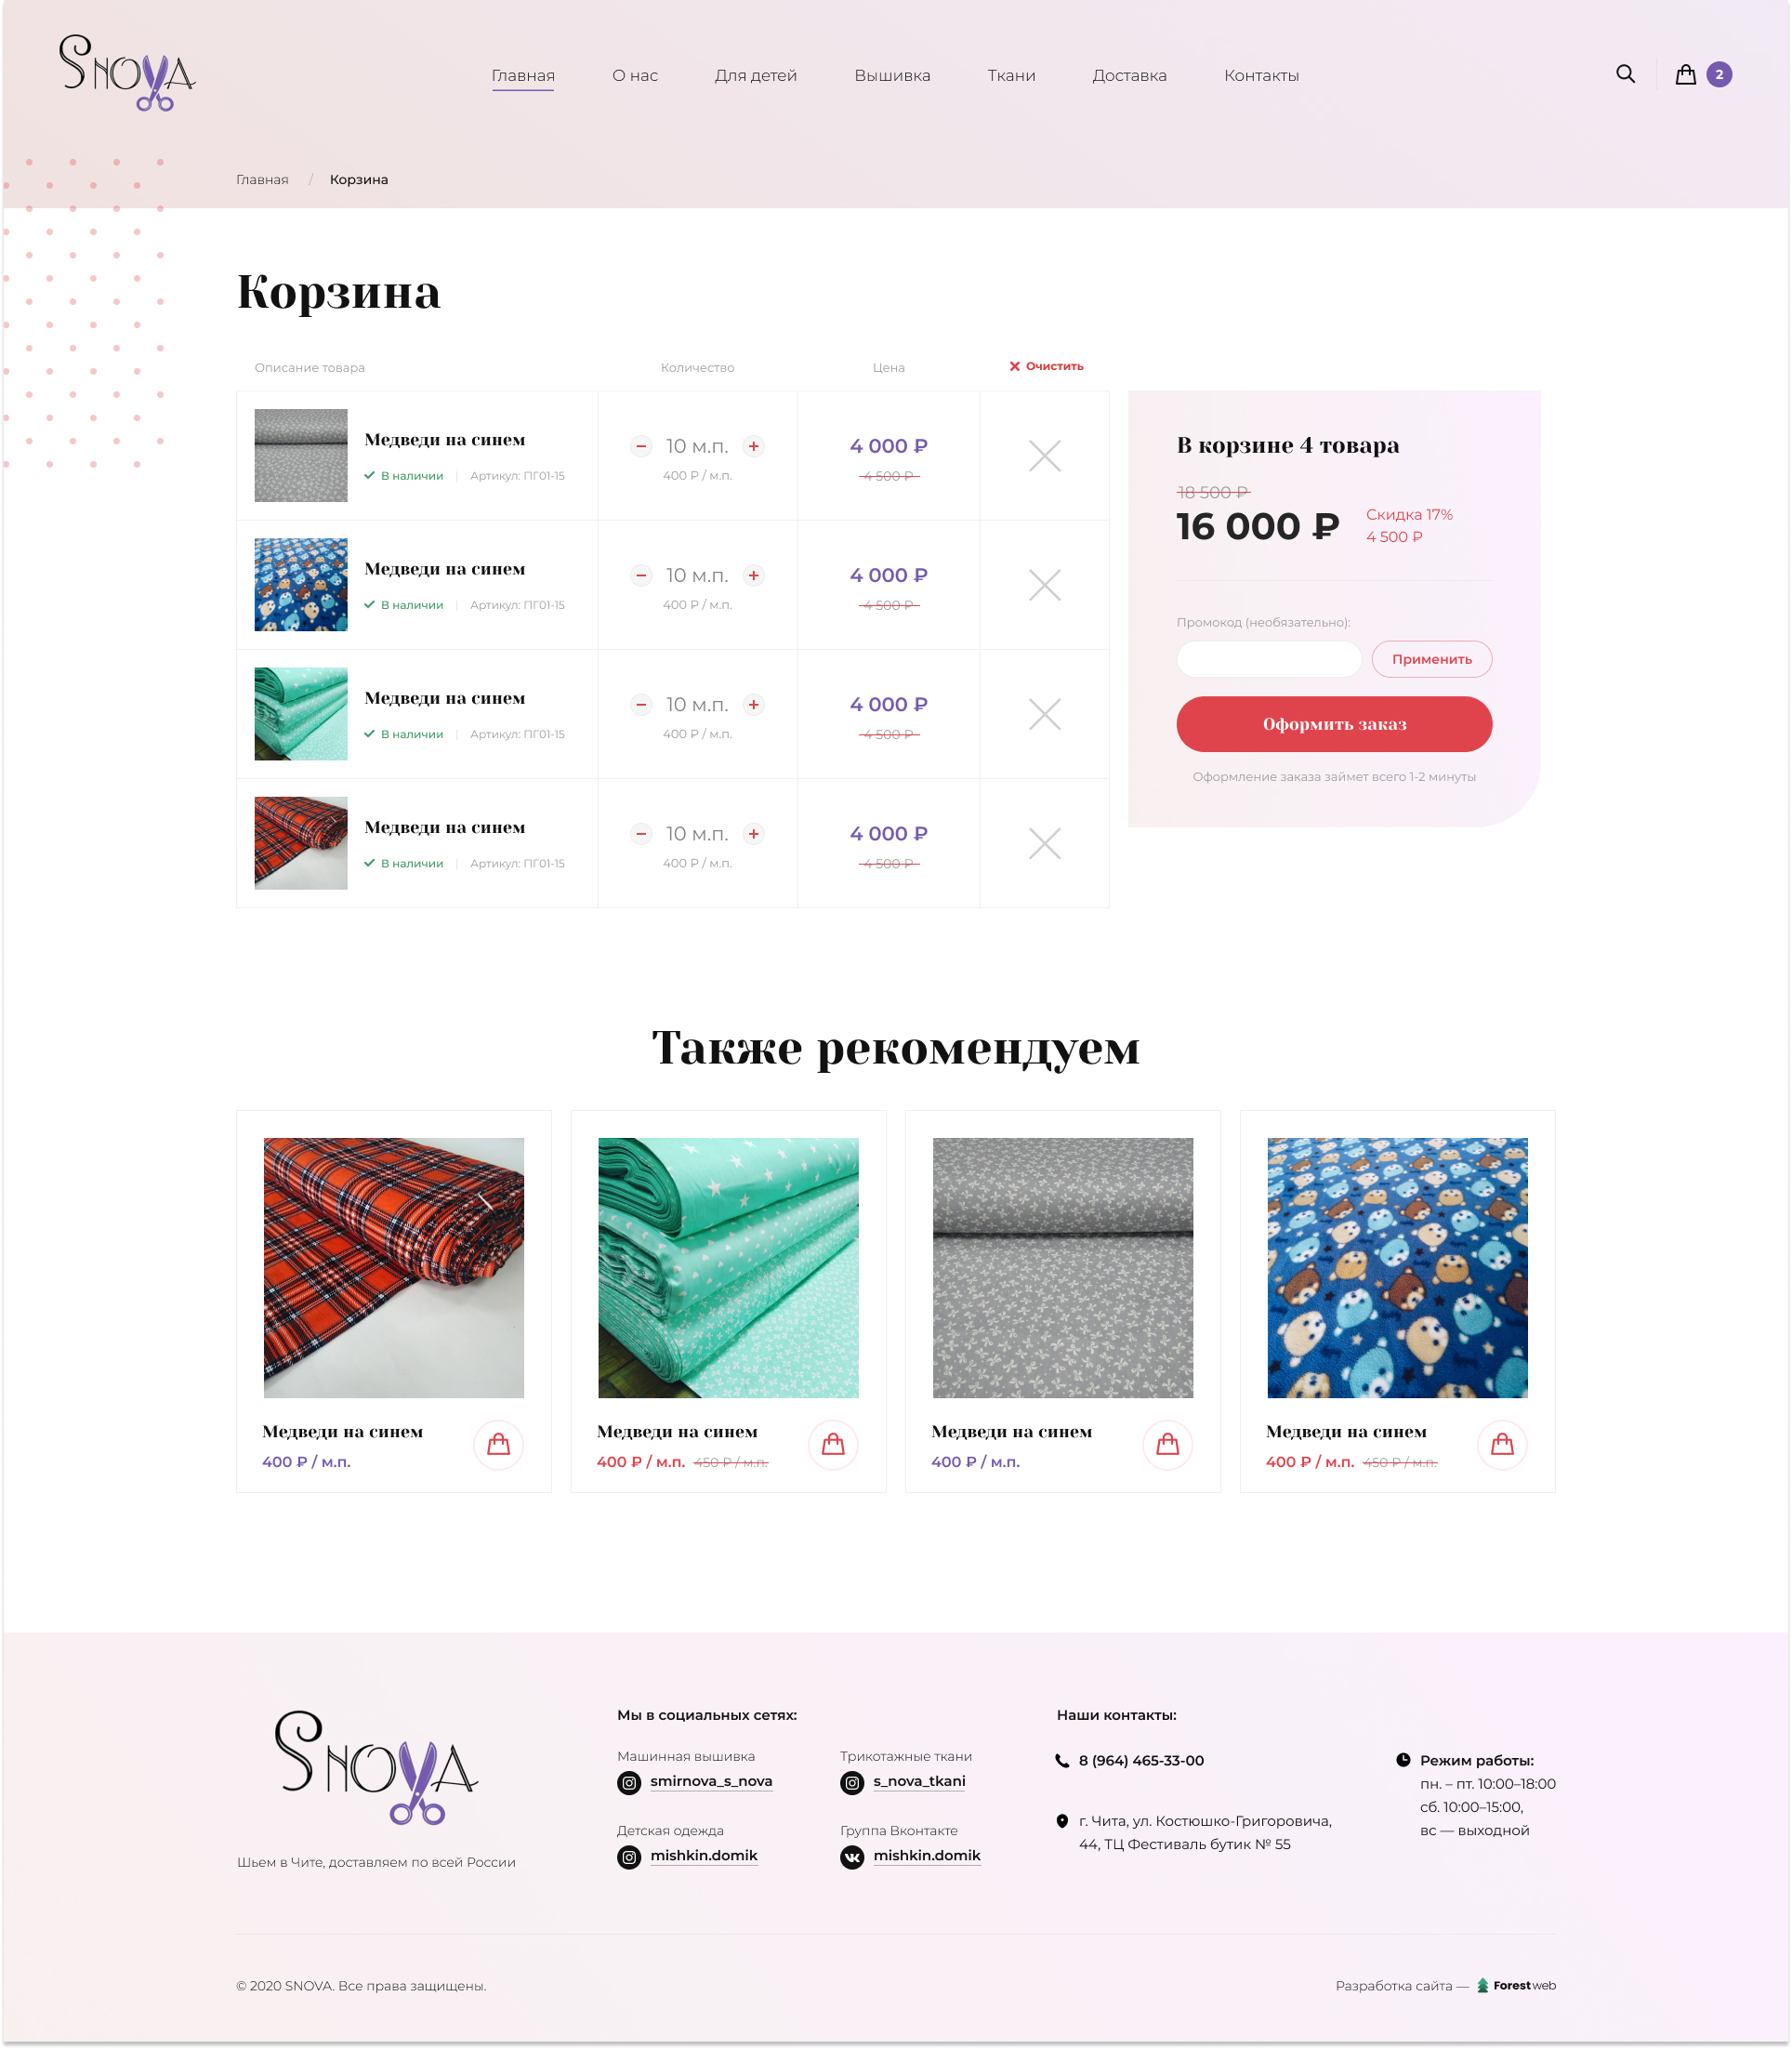 SNOVA
Главная
О нас
Для детей
Вышивка
Ткани
Доставка
Контакты
2
Главная / Корзина
Корзина
Описание товара
Количество
Цена
Очистить
Медведи на синем
В наличии | Артикул: ПГ01-15
10 м.п.
400 ₽ / м.п.
4 000 ₽
4 500 ₽
Медведи на синем
В наличии | Артикул: ПГ01-15
10 м.п.
400 ₽ / м.п.
4 000 ₽
4 500 ₽
Медведи на синем
В наличии | Артикул: ПГ01-15
10 м.п.
400 ₽ / м.п.
4 000 ₽
4 500 ₽
Медведи на синем
В наличии | Артикул: ПГ01-15
10 м.п.
400 ₽ / м.п.
4 000 ₽
4 500 ₽
В корзине 4 товара
18 500 ₽
16 000 ₽
Скидка 17%
4 500 ₽
Промокод (необязательно):
Применить
Оформить заказ
Оформление заказа займет всего 1-2 минуты
Также рекомендуем
Медведи на синем
400 ₽ / м.п.
Медведи на синем
400 ₽ / м.п. 450 ₽ / м.п.
Медведи на синем
400 ₽ / м.п.
Медведи на синем
400 ₽ / м.п. 450 ₽ / м.п.
SNOVA
Шьем в Чите, доставляем по всей России
Мы в социальных сетях:
Машинная вышивка
smirnova_s_nova
Трикотажные ткани
s_nova_tkani
Детская одежда
mishkin.domik
Группа Вконтакте
mishkin.domik
Наши контакты:
8 (964) 465-33-00
г. Чита, ул. Костюшко-Григоровича,
44, ТЦ Фестиваль бутик № 55
Режим работы:
пн. – пт. 10:00–18:00
сб. 10:00–15:00,
вс — выходной
© 2020 SNOVA. Все права защищены.
Разработка сайта — Forestweb